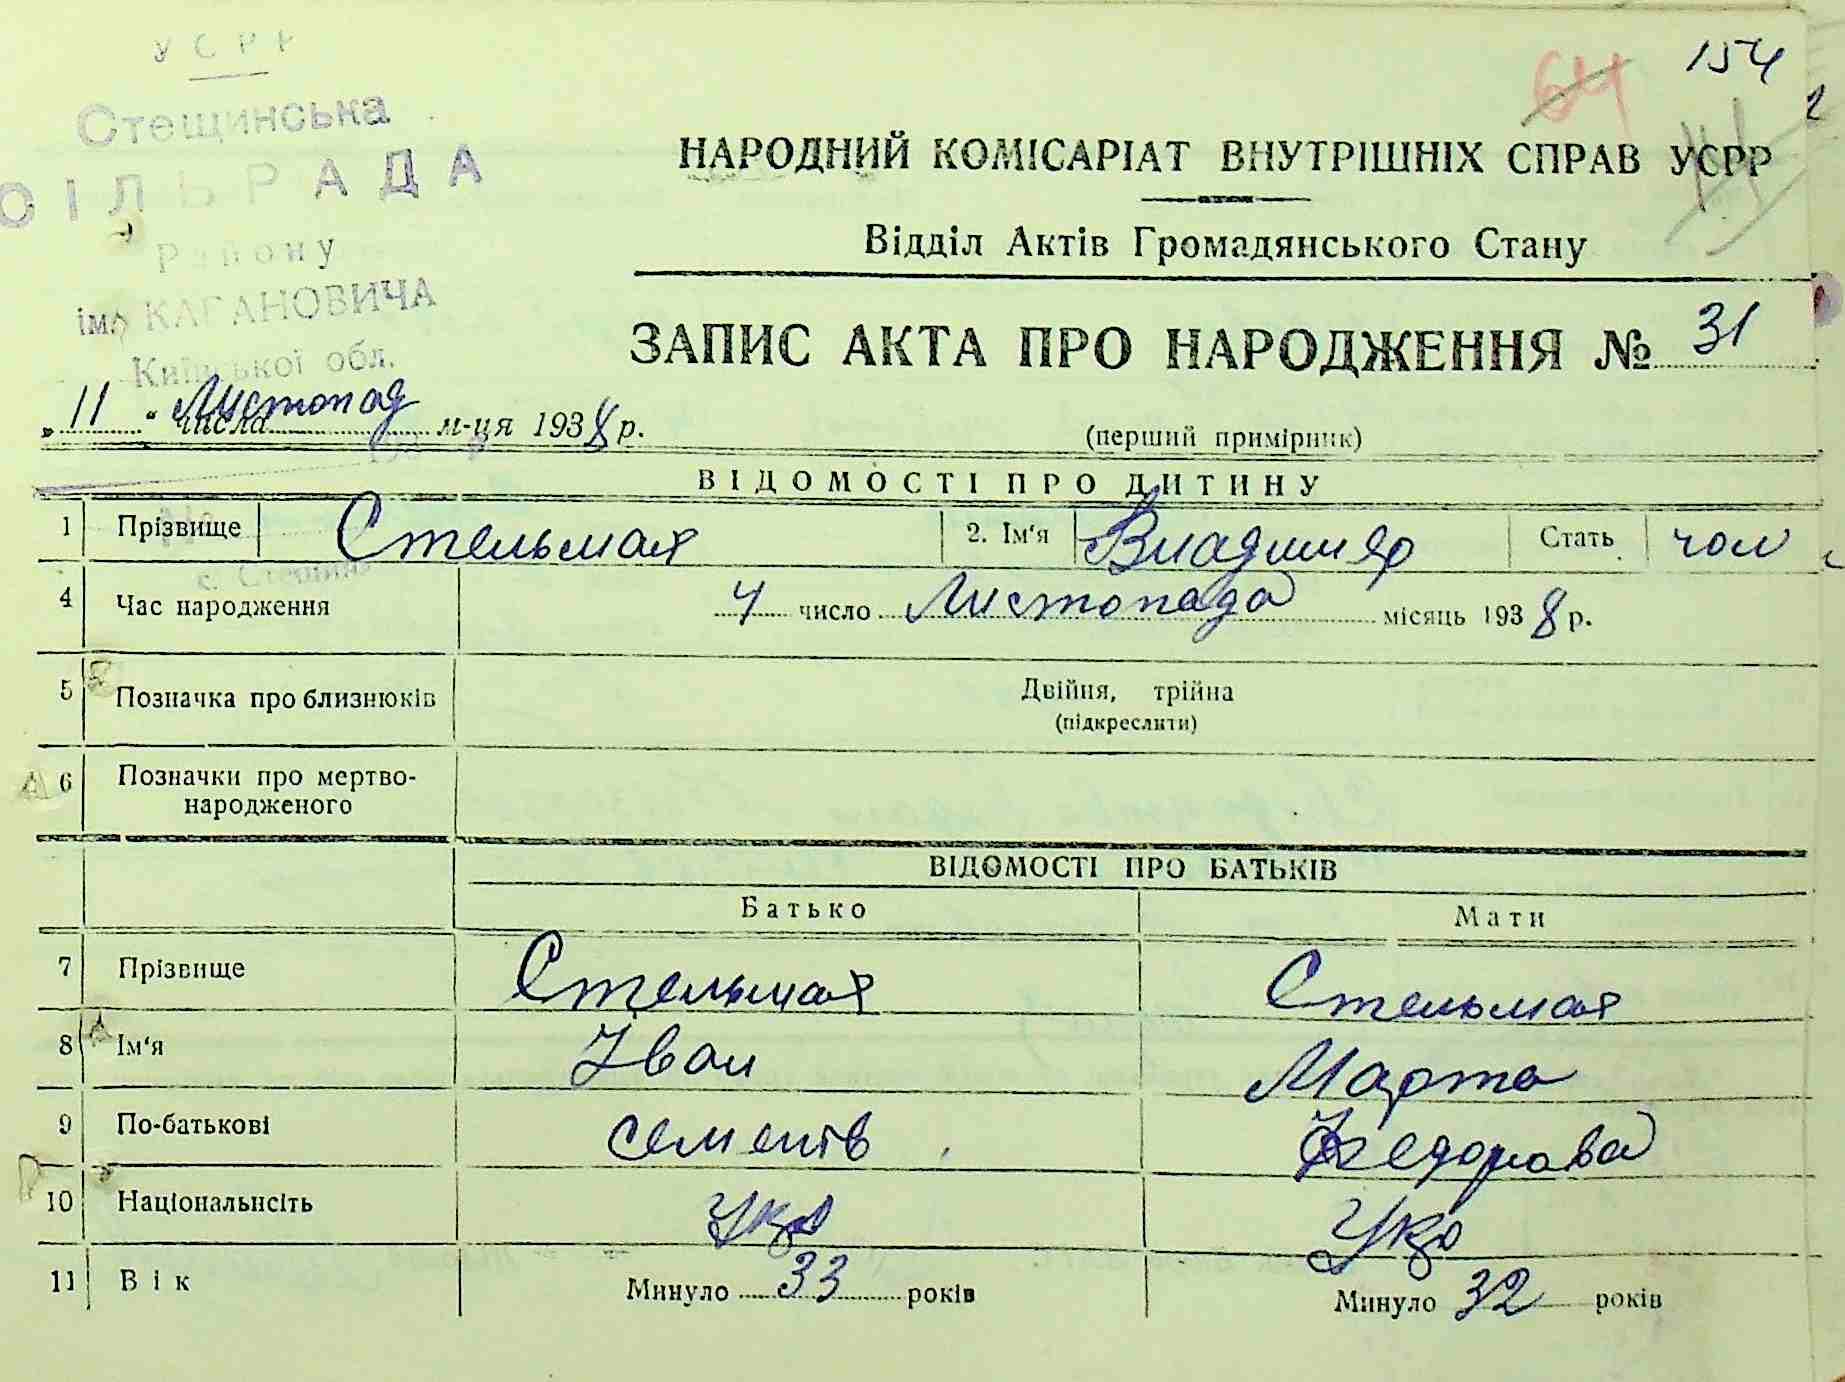 УСРР
154
64
Стещинська
СІЛЬРАДА
Району
ім. КАГАНОВИЧА
Київської обл.
НАРОДНИЙ КОМІСАРІАТ ВНУТРІШНІХ СПРАВ УСРР
Відділ Актів Громадянського Стану
ЗАПИС АКТА ПРО НАРОДЖЕННЯ № 31
„ 11 “ числа Листопад м-ця 1938 р.
(перший примірник)
ВІДОМОСТІ ПРО ДИТИНУ
1 Прізвище Стельмах 2. Ім'я Владимер Стать чол
4 Час народження 4 число Листопада місяць 1938 р.
5 Позначка про близнюків Двійня, трійна
(підкреслити)
6 Позначки про мертво-
народженого
ВІДОМОСТІ ПРО БАТЬКІВ
Батько Мати
7 Прізвище Стельмах Стельмах
8 Ім'я Іван Марта
9 По-батькові Семенів Федорова
10 Національнсіть Укр Укр
11 Вік Минуло 33 років Минуло 32 років